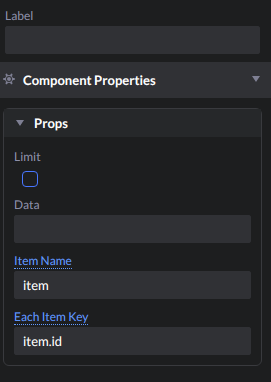 Label
Component Properties
Props
Limit
Data
Item Name
item
Each Item Key
item.id